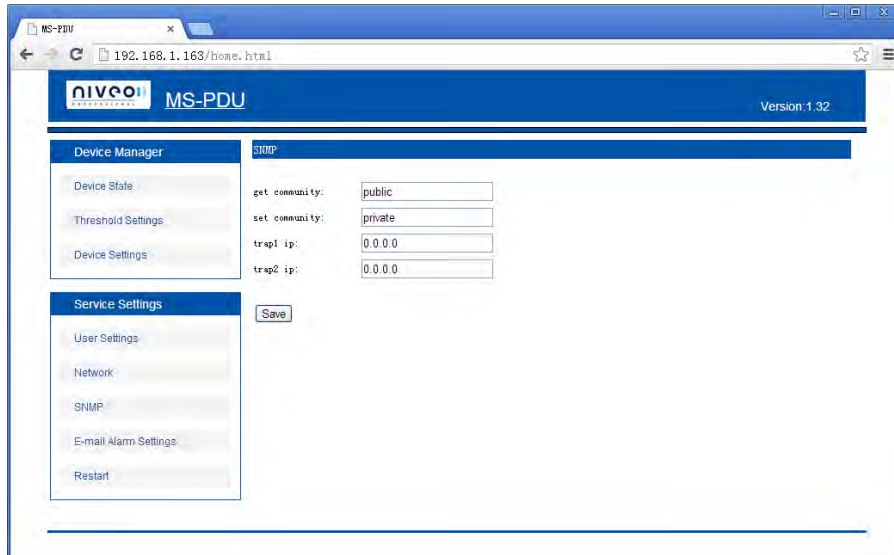 MS-PDU
192.168.1.163/home.html
niveo
PROFESSIONAL
MS-PDU
Version:1.32
Device Manager
Device State
Threshold Settings
Device Settings
SNMP
get community: public
set community: private
trap1 ip: 0.0.0.0
trap2 ip: 0.0.0.0
Save
Service Settings
User Settings
Network
SNMP
E-mail Alarm Settings
Restart